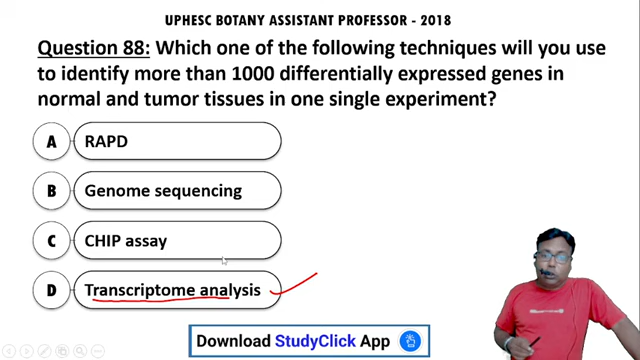 UPHESC BOTANY ASSISTANT PROFESSOR - 2018
Question 88: Which one of the following techniques will you use
to identify more than 1000 differentially expressed genes in
normal and tumor tissues in one single experiment?
A RAPD
B Genome sequencing
C CHIP assay
D Transcriptome analysis
Download StudyClick App